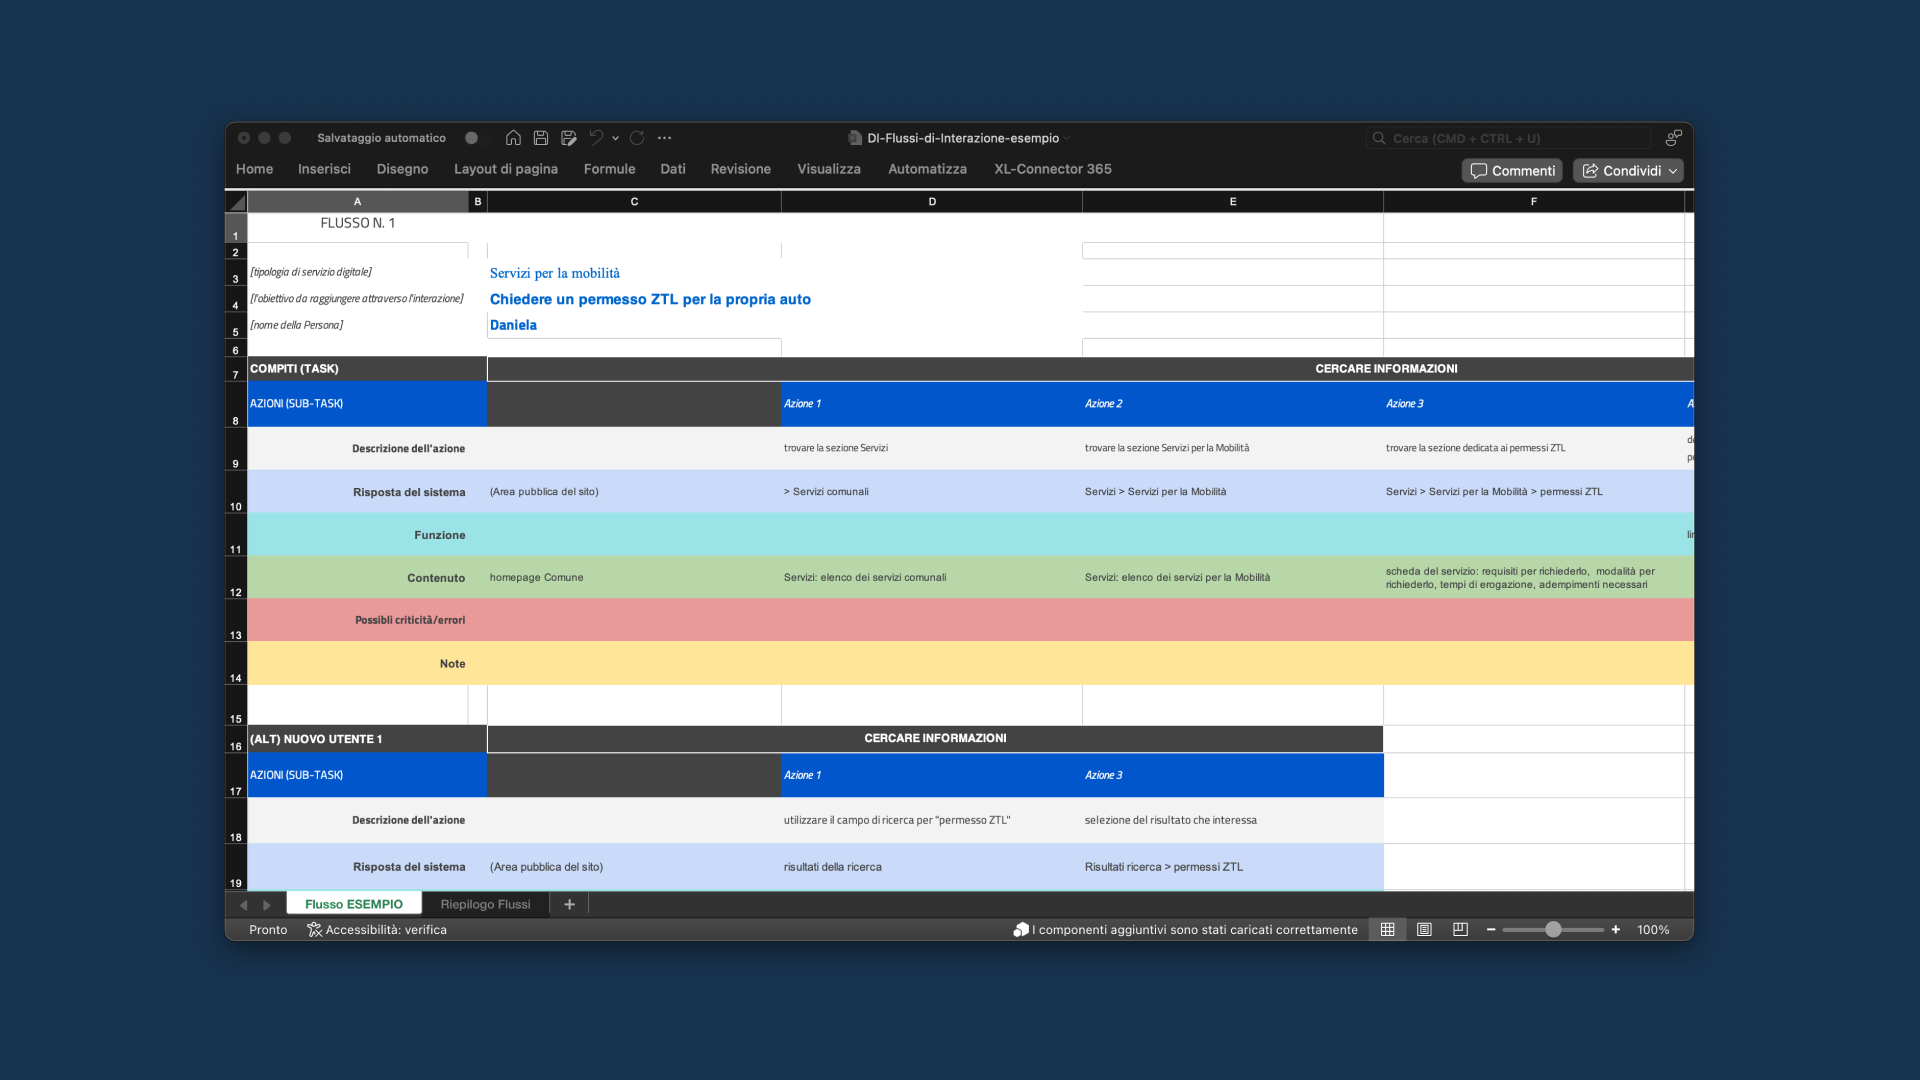 Salvataggio automatico
DI-Flussi-di-Interazione-esempio
Cerca (CMD + CTRL + U)
Home Inserisci Disegno Layout di pagina Formule Dati Revisione Visualizza Automatizza XL-Connector 365
Commenti Condividi
A B C D E F
1 FLUSSO N. 1
2
3 [tipologia di servizio digitale] Servizi per la mobilità
4 [l'obiettivo da raggiungere attraverso l'interazione] Chiedere un permesso ZTL per la propria auto
5 [nome della Persona] Daniela
6
7 COMPITI (TASK) CERCARE INFORMAZIONI
8 AZIONI (SUB-TASK) Azione 1 Azione 2 Azione 3 A
9 Descrizione dell'azione trovare la sezione Servizi trovare la sezione Servizi per la Mobilità trovare la sezione dedicata ai permessi ZTL
10 Risposta del sistema (Area pubblica del sito) > Servizi comunali Servizi > Servizi per la Mobilità Servizi > Servizi per la Mobilità > permessi ZTL
11 Funzione
12 Contenuto homepage Comune Servizi: elenco dei servizi comunali Servizi: elenco dei servizi per la Mobilità scheda del servizio: requisiti per richiederlo, modalità per
richiederlo, tempi di erogazione, adempimenti necessari
13 Possibli criticità/errori
14 Note
15
16 (ALT) NUOVO UTENTE 1 CERCARE INFORMAZIONI
17 AZIONI (SUB-TASK) Azione 1 Azione 3
18 Descrizione dell'azione utilizzare il campo di ricerca per "permesso ZTL" selezione del risultato che interessa
19 Risposta del sistema (Area pubblica del sito) risultati della ricerca Risultati ricerca > permessi ZTL
Flusso ESEMPIO Riepilogo Flussi +
Pronto Accessibilità: verifica I componenti aggiuntivi sono stati caricati correttamente 100%